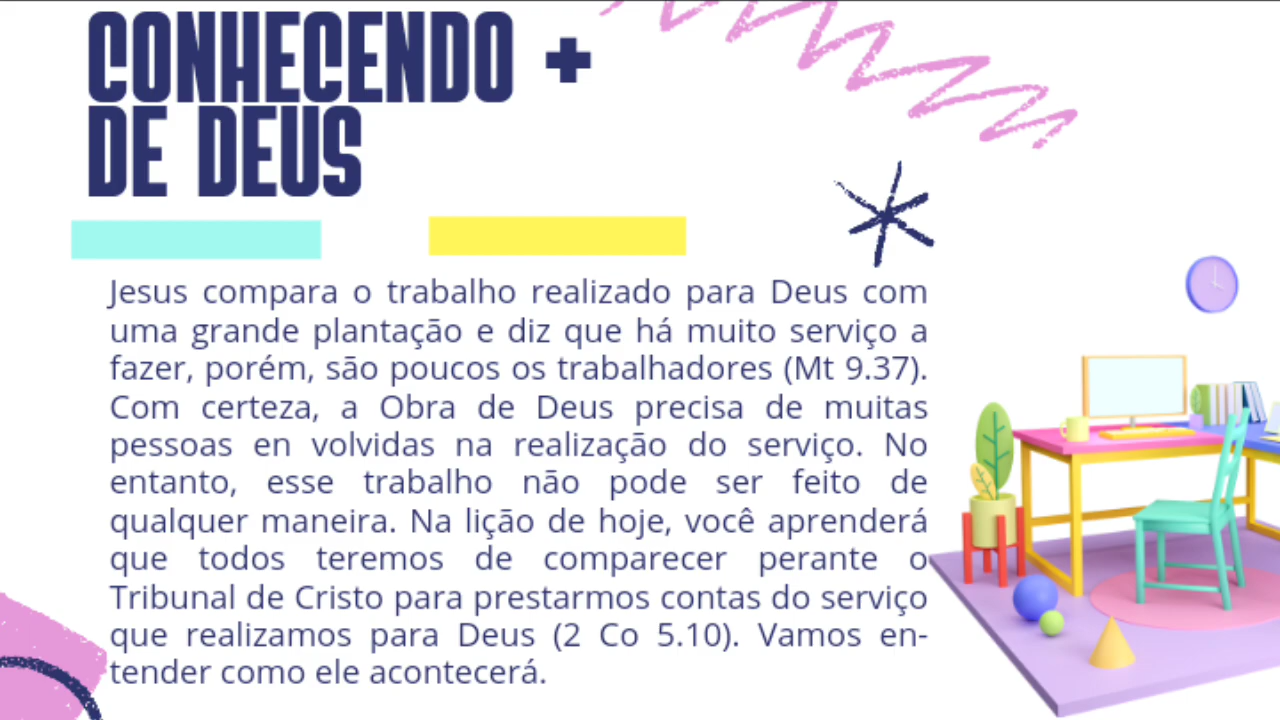 CONHECENDO +
DE DEUS
Jesus compara o trabalho realizado para Deus com
uma grande plantação e diz que há muito serviço a
fazer, porém, são poucos os trabalhadores (Mt 9.37).
Com certeza, a Obra de Deus precisa de muitas
pessoas en volvidas na realização do serviço. No
entanto, esse trabalho não pode ser feito de
qualquer maneira. Na lição de hoje, você aprenderá
que todos teremos de comparecer perante o
Tribunal de Cristo para prestarmos contas do serviço
que realizamos para Deus (2 Co 5.10). Vamos en-
tender como ele acontecerá.